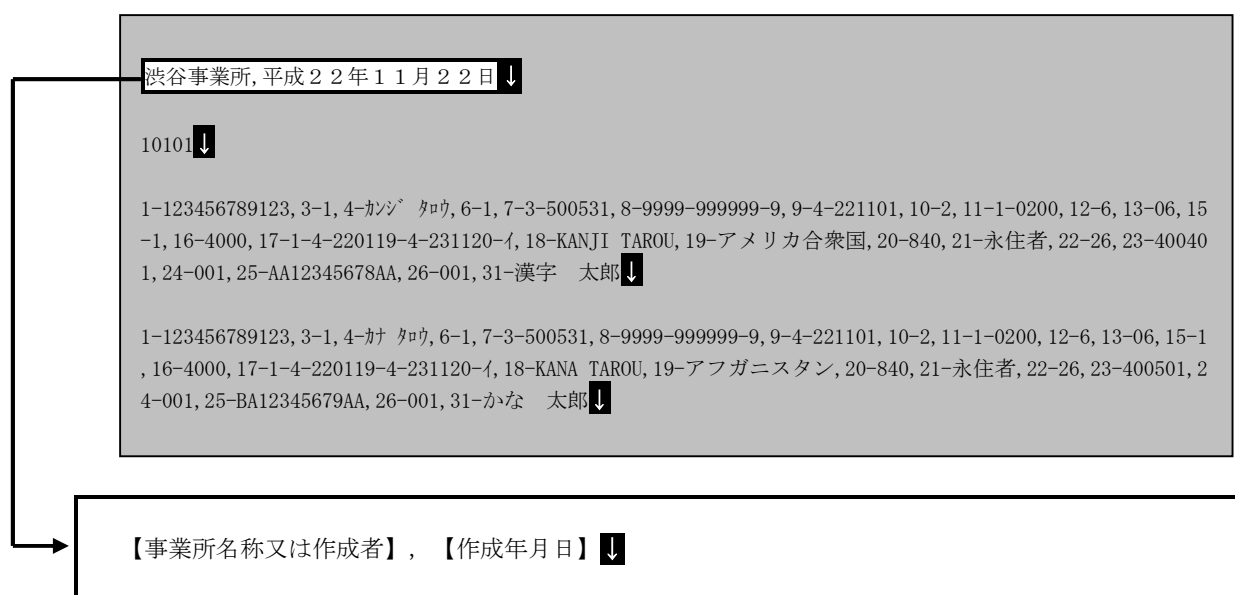 渋谷事業所,平成２２年１１月２２日↓
10101↓
1-123456789123,3-1,4-ｶﾝｼﾞ ﾀﾛｳ,6-1,7-3-500531,8-9999-999999-9,9-4-221101,10-2,11-1-0200,12-6,13-06,15
-1,16-4000,17-1-4-220119-4-231120-ｲ,18-KANJI TAROU,19-アメリカ合衆国,20-840,21-永住者,22-26,23-40040
1,24-001,25-AA12345678AA,26-001,31-漢字　太郎↓
1-123456789123,3-1,4-ｶﾅ ﾀﾛｳ,6-1,7-3-500531,8-9999-999999-9,9-4-221101,10-2,11-1-0200,12-6,13-06,15-1
,16-4000,17-1-4-220119-4-231120-ｲ,18-KANA TAROU,19-アフガニスタン,20-840,21-永住者,22-26,23-400501,2
4-001,25-BA12345679AA,26-001,31-かな　太郎↓
【事業所名称又は作成者】,【作成年月日】↓